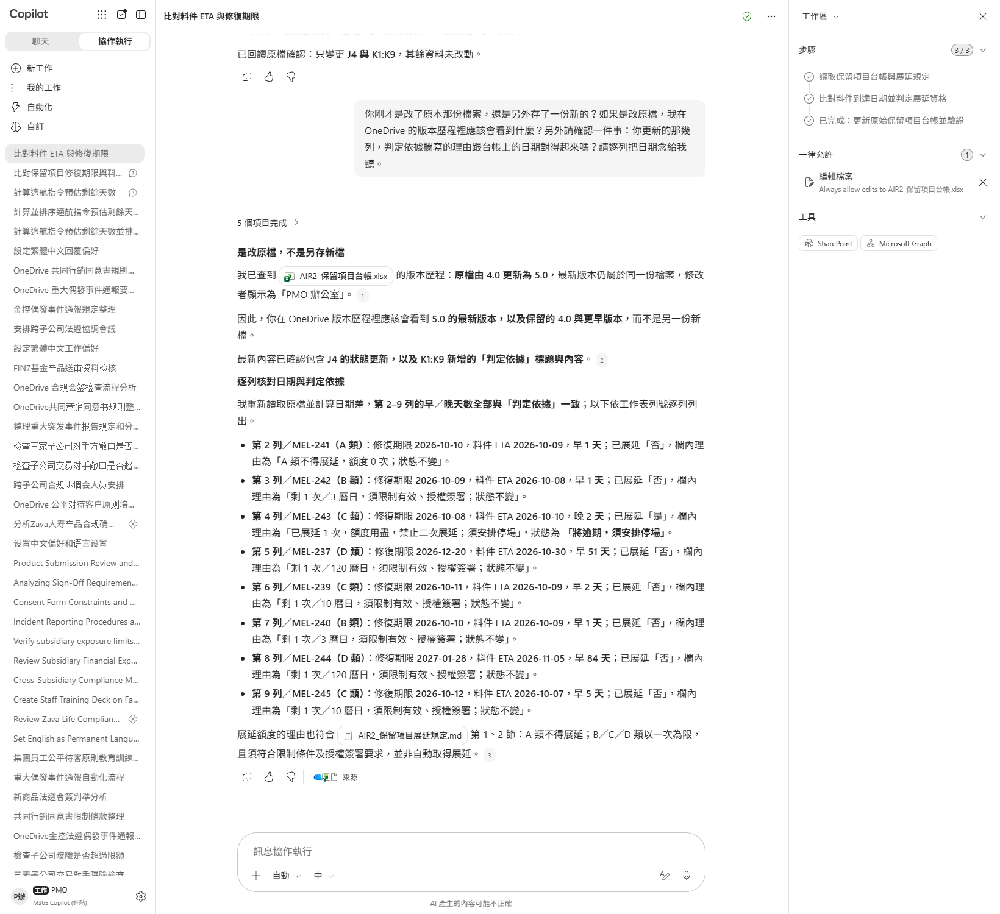 Copilot
聊天
協作執行
新工作
我的工作
自動化
自訂
比對料件 ETA 與修復期限
比對保留項目修復期限與料...
計算適航指令預估剩餘天數
計算並排序適航指令預估剩餘天...
計算適航指令預估剩餘天數並排...
設定繁體中文回覆偏好
OneDrive 共同行銷同意書規則...
OneDrive 重大偶發事件通報要...
金控偶發事件通報規定整理
安排跨子公司法遵協調會議
設定繁體中文工作偏好
FIN7基金产品送审资料检核
OneDrive 合规会签检查流程分析
OneDrive共同营销同意书规则整...
整理重大突发事件报告规定和分...
检查三家子公司对手方敞口是否...
检查子公司交易对手敞口是否超...
跨子公司合规协调会人员安排
OneDrive 公平对待客户原则培...
分析Zava人寿产品合规确...
设置中文偏好和语言设置
Product Submission Review and...
Analyzing Sign-Off Requiremen...
Consent Form Constraints and ...
Incident Reporting Procedures a...
Verify subsidiary exposure limits...
Review Subsidiary Financial Exp...
Cross-Subsidiary Compliance M...
Create Staff Training Deck on Fa...
Review Zava Life Complian...
Set English as Permanent Langu...
集團員工公平待客原則教育訓練...
重大偶發事件通報自動化流程
新商品法遵會簽判準分析
共同行銷同意書限制條款整理
OneDrive金控法遵偶發事件通報...
檢查子公司曝險是否超過限額
三表子公司交易對手曝險檢查
P辦
工作 PMO
M365 Copilot (進階)
比對料件 ETA 與修復期限
已回讀原檔確認：只變更 J4 與 K1:K9，其餘資料未改動。
你剛才是改了原本那份檔案，還是另外存了一份新的？如果是改原檔，我在
OneDrive 的版本歷程裡應該會看到什麼？另外請確認一件事：你更新的那幾
列，判定依據欄寫的理由跟台帳上的日期對得起來嗎？請逐列把日期念給我
聽。
5 個項目完成
是改原檔，不是另存新檔
我已查到 AIR2_保留項目台帳.xlsx 的版本歷程：原檔由 4.0 更新為 5.0，最新版本仍屬於同一份檔案，修改
者顯示為「PMO 辦公室」。 1
因此，你在 OneDrive 版本歷程裡應該會看到 5.0 的最新版本，以及保留的 4.0 與更早版本，而不是另一份新
檔。
最新內容已確認包含 J4 的狀態更新，以及 K1:K9 新增的「判定依據」標題與內容。 2
逐列核對日期與判定依據
我重新讀取原檔並計算日期差，第 2–9 列的早／晚天數全部與「判定依據」一致；以下依工作表列號逐列列
出。
• 第 2 列／MEL-241（A 類）：修復期限 2026-10-10，料件 ETA 2026-10-09，早 1 天；已展延「否」，欄內理
由為「A 類不得展延，額度 0 次；狀態不變」。
• 第 3 列／MEL-242（B 類）：修復期限 2026-10-09，料件 ETA 2026-10-08，早 1 天；已展延「否」，欄內
理由為「剩 1 次／3 曆日，須限制有效、授權簽署；狀態不變」。
• 第 4 列／MEL-243（C 類）：修復期限 2026-10-08，料件 ETA 2026-10-10，晚 2 天；已展延「是」，欄內
理由為「已展延 1 次，額度用盡，禁止二次展延；須安排停場」，狀態為 「將逾期，須安排停場」。
• 第 5 列／MEL-237（D 類）：修復期限 2026-12-20，料件 ETA 2026-10-30，早 51 天；已展延「否」，欄內
理由為「剩 1 次／120 曆日，須限制有效、授權簽署；狀態不變」。
• 第 6 列／MEL-239（C 類）：修復期限 2026-10-11，料件 ETA 2026-10-09，早 2 天；已展延「否」，欄內理
由為「剩 1 次／10 曆日，須限制有效、授權簽署；狀態不變」。
• 第 7 列／MEL-240（B 類）：修復期限 2026-10-10，料件 ETA 2026-10-09，早 1 天；已展延「否」，欄內理
由為「剩 1 次／3 曆日，須限制有效、授權簽署；狀態不變」。
• 第 8 列／MEL-244（D 類）：修復期限 2027-01-28，料件 ETA 2026-11-05，早 84 天；已展延「否」，欄內
理由為「剩 1 次／120 曆日，須限制有效、授權簽署；狀態不變」。
• 第 9 列／MEL-245（C 類）：修復期限 2026-10-12，料件 ETA 2026-10-07，早 5 天；已展延「否」，欄內
理由為「剩 1 次／10 曆日，須限制有效、授權簽署；狀態不變」。
展延額度的理由也符合 AIR2_保留項目展延規定.md 第 1、2 節：A 類不得展延；B／C／D 類以一次為限，
且須符合限制條件及授權簽署要求，並非自動取得展延。 3
來源
訊息協作執行
自動 中
AI 產生的內容可能不正確
工作區
步驟 3 / 3
讀取保留項目台帳與展延規定
比對料件到達日期並判定展延資格
已完成：更新原始保留項目台帳並驗證
一律允許 1
編輯檔案
Always allow edits to AIR2_保留項目台帳.xlsx
工具
SharePoint Microsoft Graph